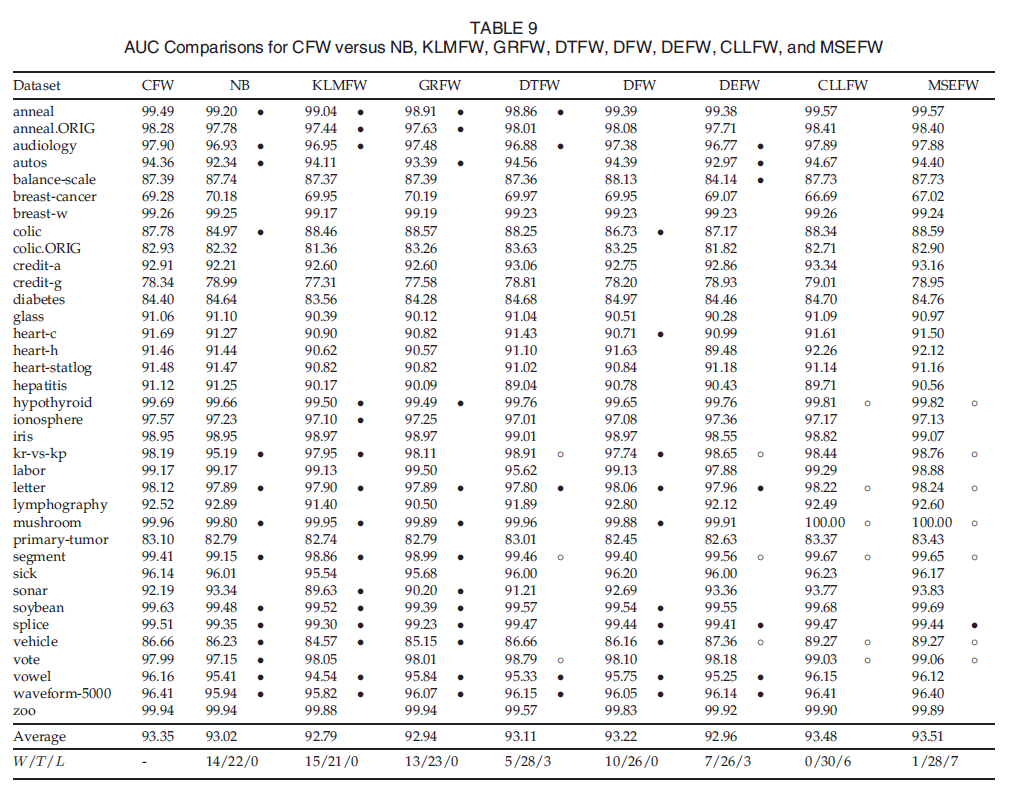 TABLE 9
AUC Comparisons for CFW versus NB, KLMFW, GRFW, DTFW, DFW, DEFW, CLLFW, and MSEFW
Dataset CFW NB KLMFW GRFW DTFW DFW DEFW CLLFW MSEFW
anneal 99.49 99.20 • 99.04 • 98.91 • 98.86 • 99.39 99.38 99.57 99.57
anneal.ORIG 98.28 97.78 97.44 • 97.63 • 98.01 98.08 97.71 98.41 98.40
audiology 97.90 96.93 • 96.95 • 97.48 96.88 • 97.38 96.77 • 97.89 97.88
autos 94.36 92.34 • 94.11 93.39 • 94.56 94.39 92.97 • 94.67 94.40
balance-scale 87.39 87.74 87.37 87.39 87.36 88.13 84.14 • 87.73 87.73
breast-cancer 69.28 70.18 69.95 70.19 69.97 69.95 69.07 66.69 67.02
breast-w 99.26 99.25 99.17 99.19 99.23 99.23 99.23 99.26 99.24
colic 87.78 84.97 • 88.46 88.57 88.25 86.73 • 87.17 88.34 88.59
colic.ORIG 82.93 82.32 81.36 83.26 83.63 83.25 81.82 82.71 82.90
credit-a 92.91 92.21 92.60 92.60 93.06 92.75 92.86 93.34 93.16
credit-g 78.34 78.99 77.31 77.58 78.81 78.20 78.93 79.01 78.95
diabetes 84.40 84.64 83.56 84.28 84.68 84.97 84.46 84.70 84.76
glass 91.06 91.10 90.39 90.12 91.04 90.51 90.28 91.09 90.97
heart-c 91.69 91.27 90.90 90.82 91.43 90.71 • 90.99 91.61 91.50
heart-h 91.46 91.44 90.62 90.57 91.10 91.63 89.48 92.26 92.12
heart-statlog 91.48 91.47 90.82 90.82 91.02 90.84 91.18 91.14 91.16
hepatitis 91.12 91.25 90.17 90.09 89.04 90.78 90.43 89.71 90.56
hypothyroid 99.69 99.66 99.50 • 99.49 • 99.76 99.65 99.76 99.81 ○ 99.82 ○
ionosphere 97.57 97.23 97.10 • 97.25 97.01 97.08 97.36 97.17 97.13
iris 98.95 98.95 98.97 98.97 99.01 98.97 98.55 98.82 99.07
kr-vs-kp 98.19 95.19 • 97.95 • 98.11 98.91 ○ 97.74 • 98.65 ○ 98.44 98.76 ○
labor 99.17 99.17 99.13 99.50 95.62 99.13 97.88 99.29 98.88
letter 98.12 97.89 • 97.90 • 97.89 • 97.80 • 98.06 • 97.96 • 98.22 ○ 98.24 ○
lymphography 92.52 92.89 91.40 90.50 91.89 92.80 92.12 92.49 92.60
mushroom 99.96 99.80 • 99.95 • 99.89 • 99.96 99.88 • 99.91 100.00 ○ 100.00 ○
primary-tumor 83.10 82.79 82.74 82.79 83.01 82.45 82.63 83.37 83.43
segment 99.41 99.15 • 98.86 • 98.99 • 99.46 ○ 99.40 99.56 ○ 99.67 ○ 99.65 ○
sick 96.14 96.01 95.54 95.68 96.00 96.20 96.00 96.23 96.17
sonar 92.19 93.34 89.63 • 90.20 • 91.21 92.69 93.36 93.77 93.83
soybean 99.63 99.48 • 99.52 • 99.39 • 99.57 99.54 • 99.55 99.68 99.69
splice 99.51 99.35 • 99.30 • 99.23 • 99.47 99.44 • 99.41 • 99.47 99.44 •
vehicle 86.66 86.23 • 84.57 • 85.15 • 86.66 86.16 • 87.36 ○ 89.27 ○ 89.27 ○
vote 97.99 97.15 • 98.05 98.01 98.79 ○ 98.10 98.18 99.03 ○ 99.06 ○
vowel 96.16 95.41 • 94.54 • 95.84 • 95.33 • 95.75 • 95.25 • 96.15 96.12
waveform-5000 96.41 95.94 • 95.82 • 96.07 • 96.15 • 96.05 • 96.14 • 96.41 96.40
zoo 99.94 99.94 99.88 99.94 99.57 99.83 99.92 99.90 99.89
Average 93.35 93.02 92.79 92.94 93.11 93.22 92.96 93.48 93.51
W/T/L - 14/22/0 15/21/0 13/23/0 5/28/3 10/26/0 7/26/3 0/30/6 1/28/7